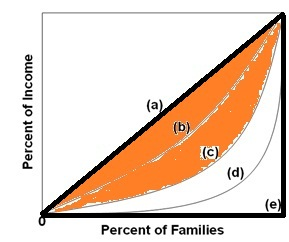 Percent of Income
(a)
(b)
(c)
(d)
(e)
0
Percent of Families